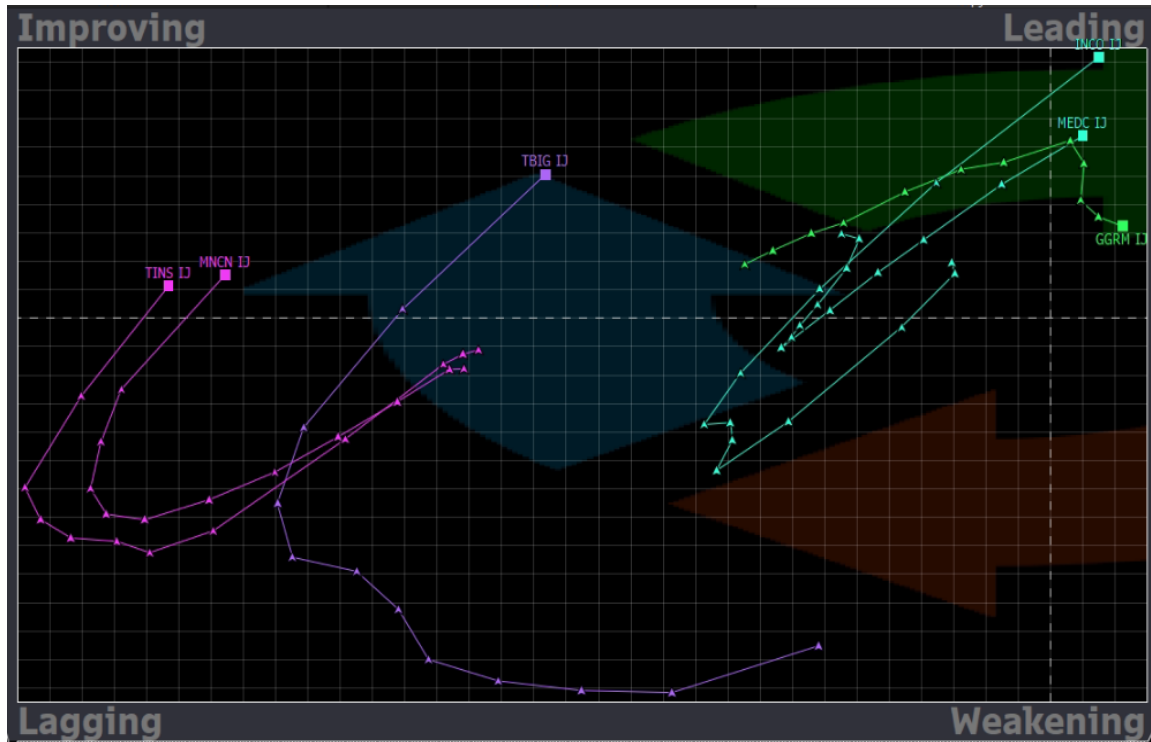 Improving
Leading
INCO IJ
MEDC IJ
TBIG IJ
GGRM IJ
MNCN IJ
TINS IJ
Lagging
Weakening